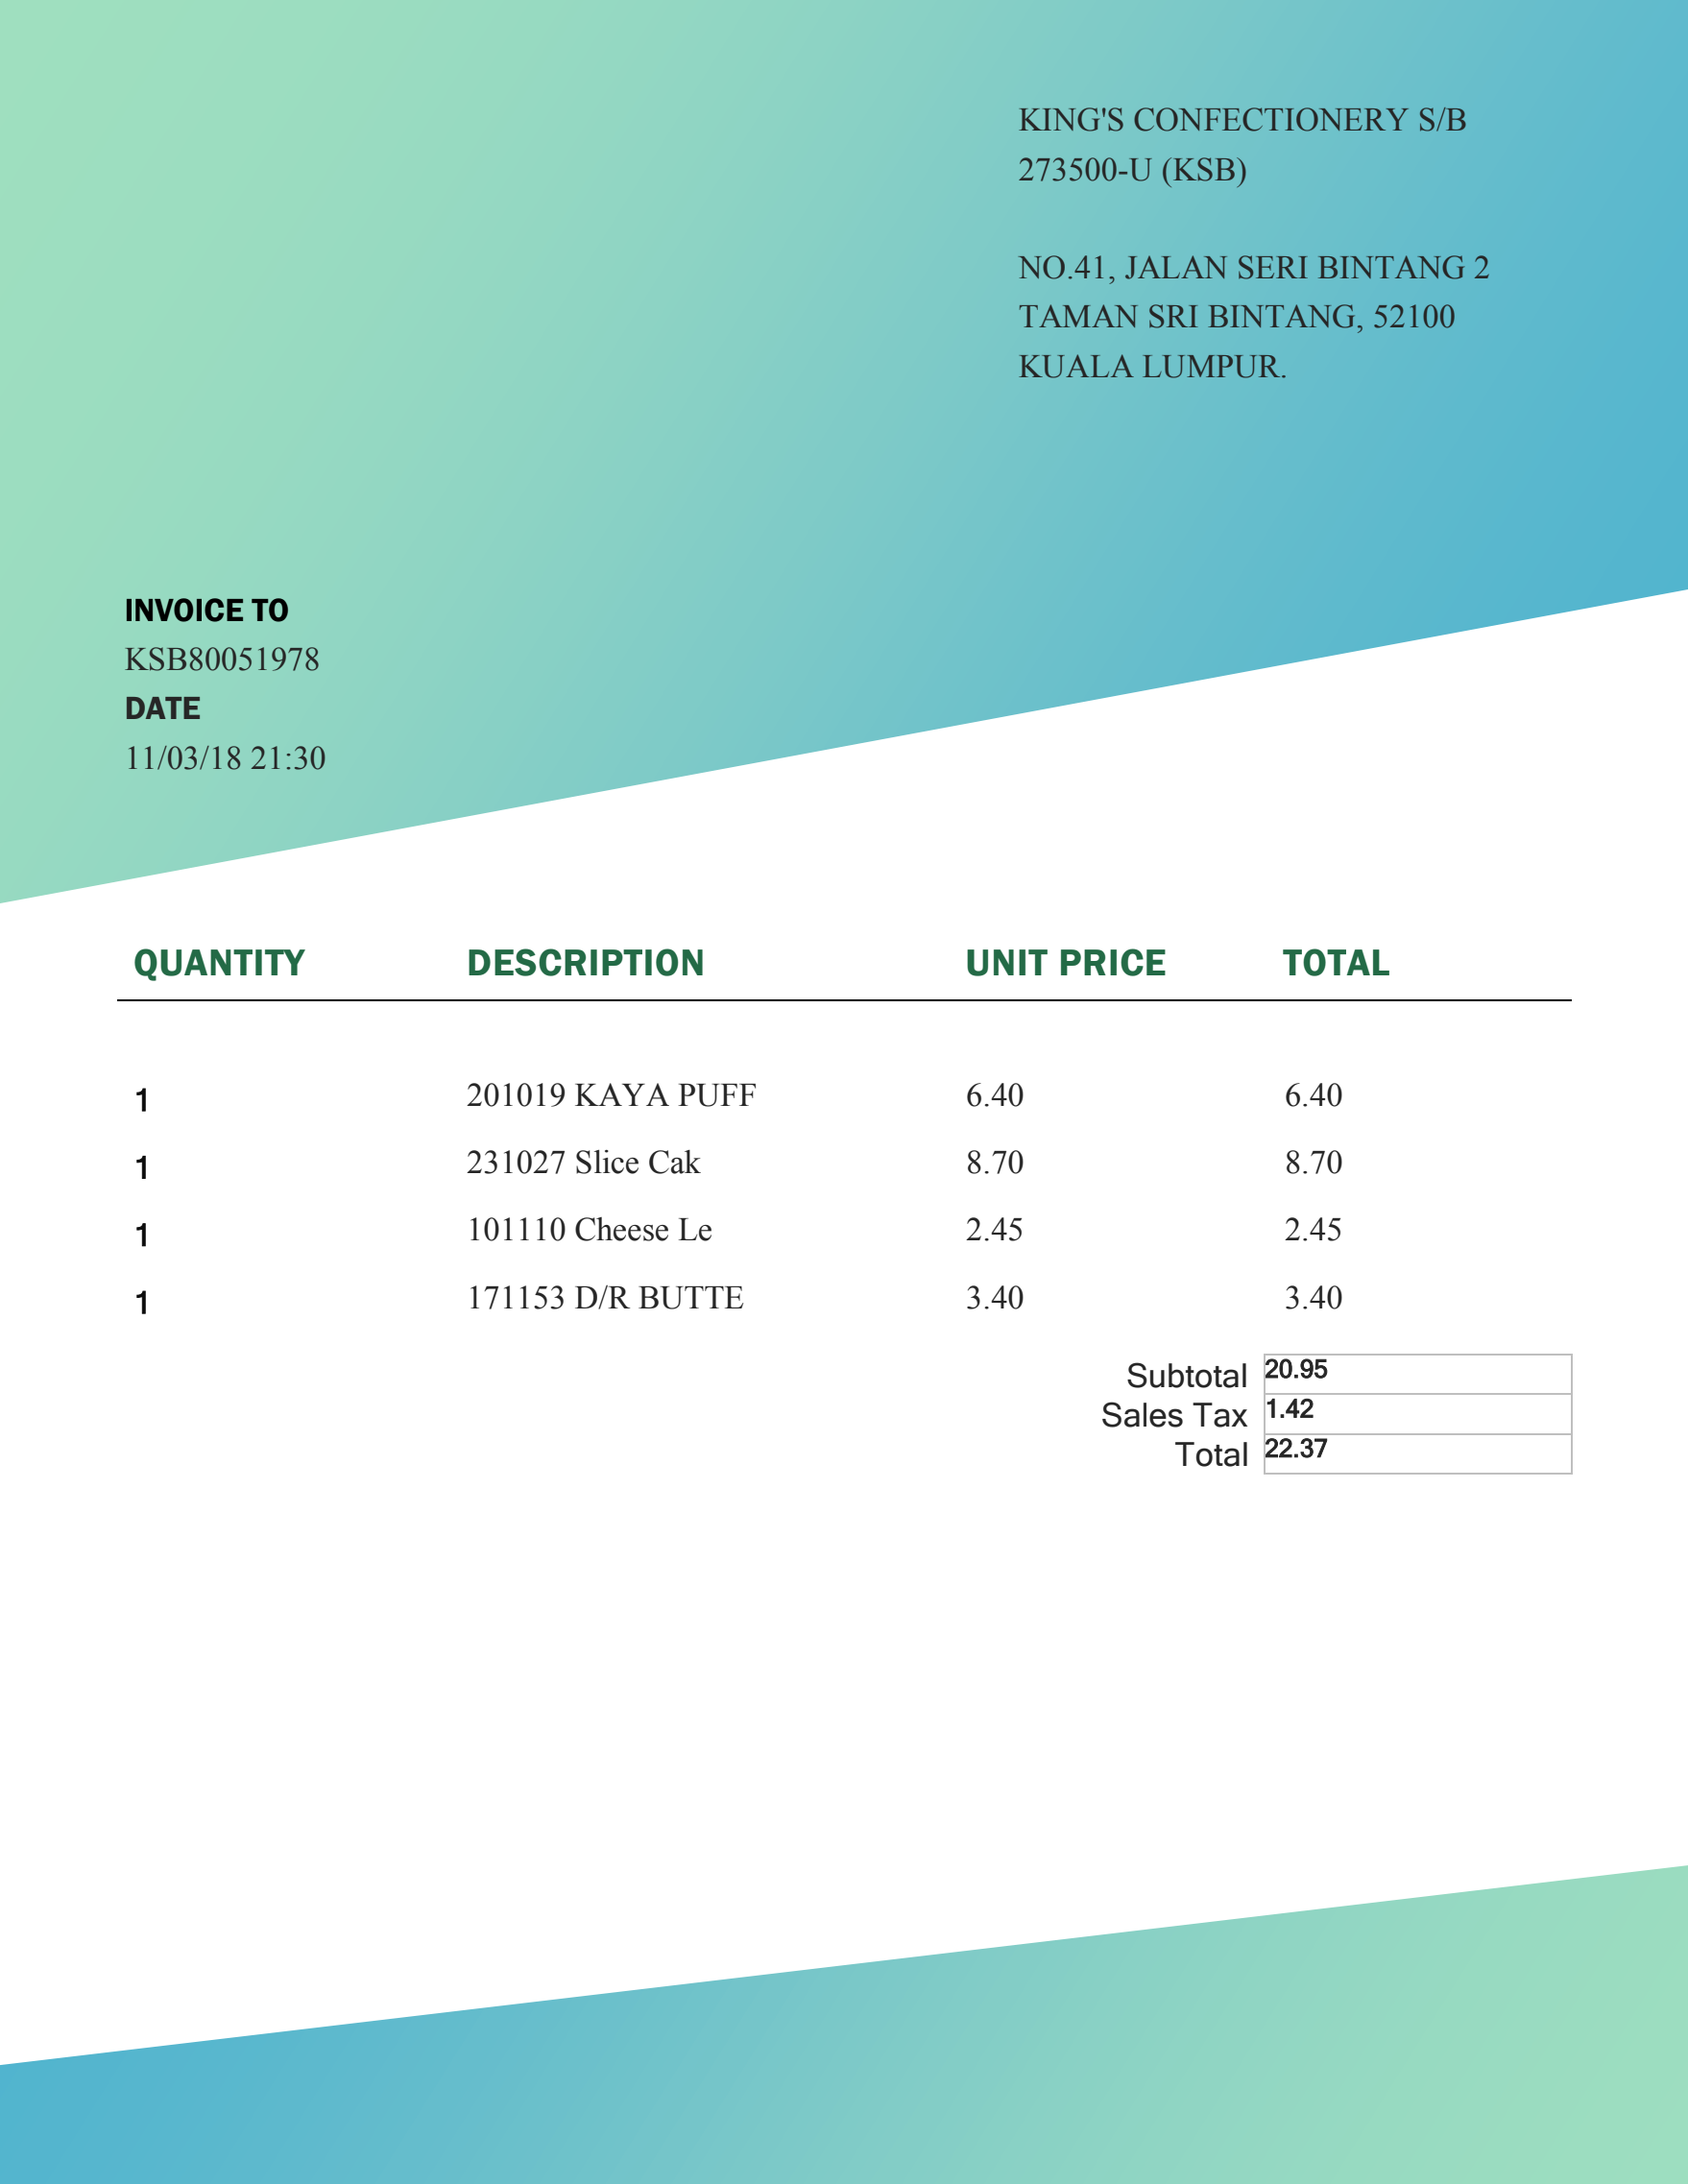 KING'S CONFECTIONERY S/B
273500-U (KSB)
NO.41, JALAN SERI BINTANG 2
TAMAN SRI BINTANG, 52100
KUALA LUMPUR.
INVOICE TO
KSB80051978
DATE
11/03/18 21:30
QUANTITY DESCRIPTION UNIT PRICE TOTAL
1 201019 KAYA PUFF 6.40 6.40
1 231027 Slice Cak 8.70 8.70
1 101110 Cheese Le 2.45 2.45
1 171153 D/R BUTTE 3.40 3.40
Subtotal 20.95
Sales Tax 1.42
Total 22.37